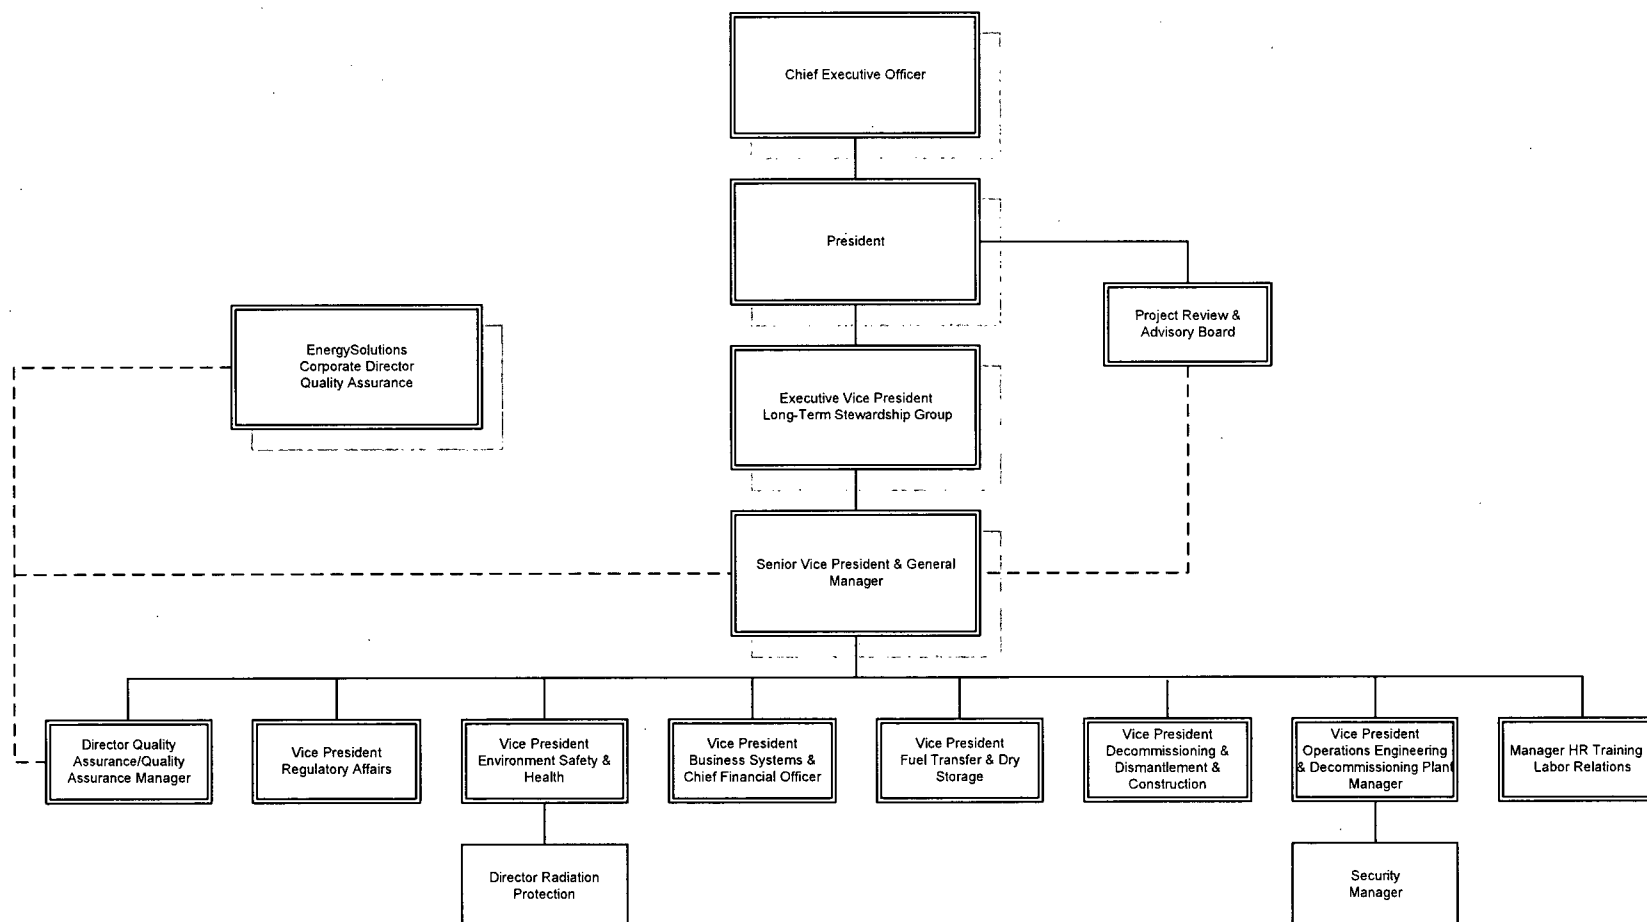 Chief Executive Officer
President
Project Review &
Advisory Board
EnergySolutions
Corporate Director
Quality Assurance
Executive Vice President
Long-Term Stewardship Group
Senior Vice President & General
Manager
Director Quality
Assurance/Quality
Assurance Manager
Vice President
Regulatory Affairs
Vice President
Environment Safety &
Health
Vice President
Business Systems &
Chief Financial Officer
Vice President
Fuel Transfer & Dry
Storage
Vice President
Decommissioning &
Dismantlement &
Construction
Vice President
Operations Engineering
& Decommissioning Plant
Manager
Manager HR Training
Labor Relations
Director Radiation
Protection
Security
Manager